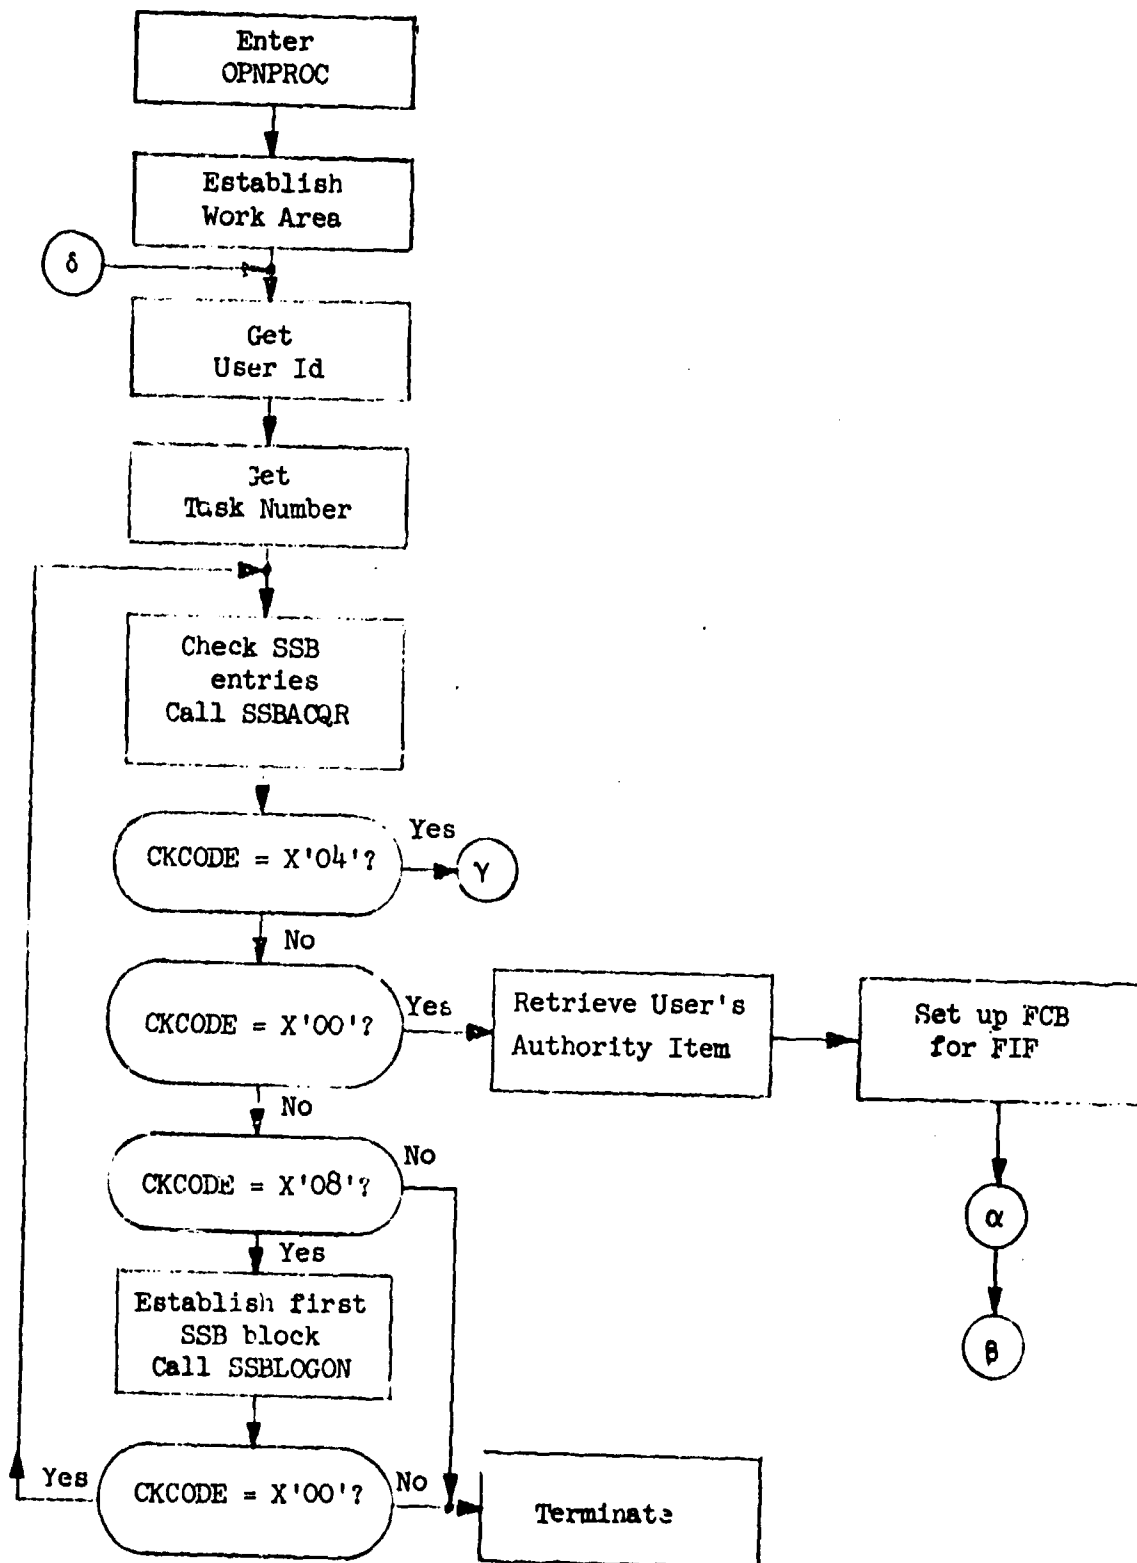 Enter
OPNPROC
Establish
Work Area
δ
Get
User Id
Get
Task Number
Check SSB
entries
Call SSBACQR
CKCODE = X'04'?
Yes
γ
No
CKCODE = X'00'?
Yes
Retrieve User's
Authority Item
Set up FCB
for FIF
No
α
CKCODE = X'08'?
No
Yes
β
Establish first
SSB block
Call SSBLOGON
Yes
CKCODE = X'00'?
No
Terminate